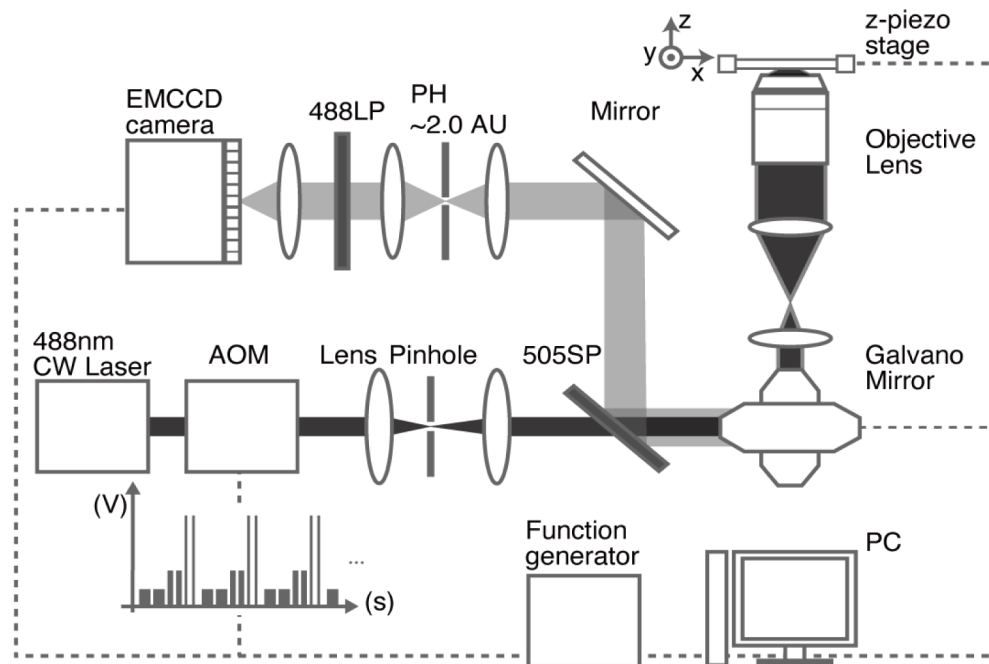 z
y
x
z-piezo
stage
EMCCD
camera
488LP
PH
~2.0 AU
Mirror
Objective
Lens
488nm
CW Laser
AOM
Lens
Pinhole
505SP
Galvano
Mirror
(V)
...
(s)
Function
generator
PC